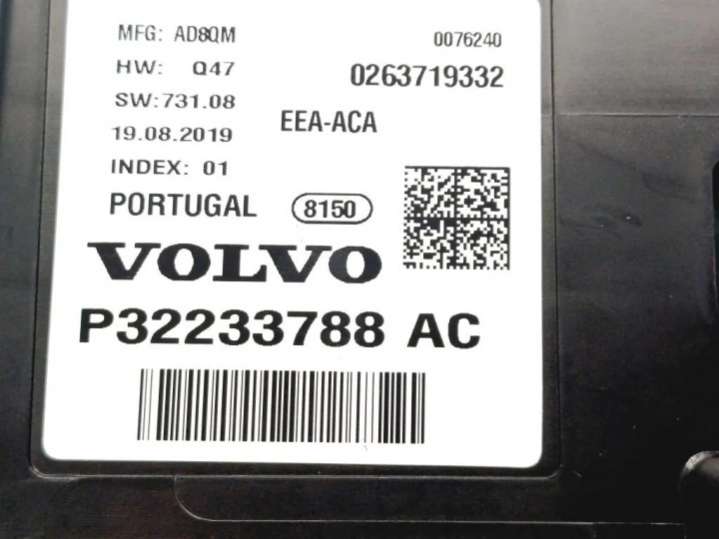 MFG: AD8QM
0076240
HW: Q47
0263719332
SW:731.08
EEA-ACA
19.08.2019
INDEX: 01
PORTUGAL 8150
VOLVO
P32233788 AC